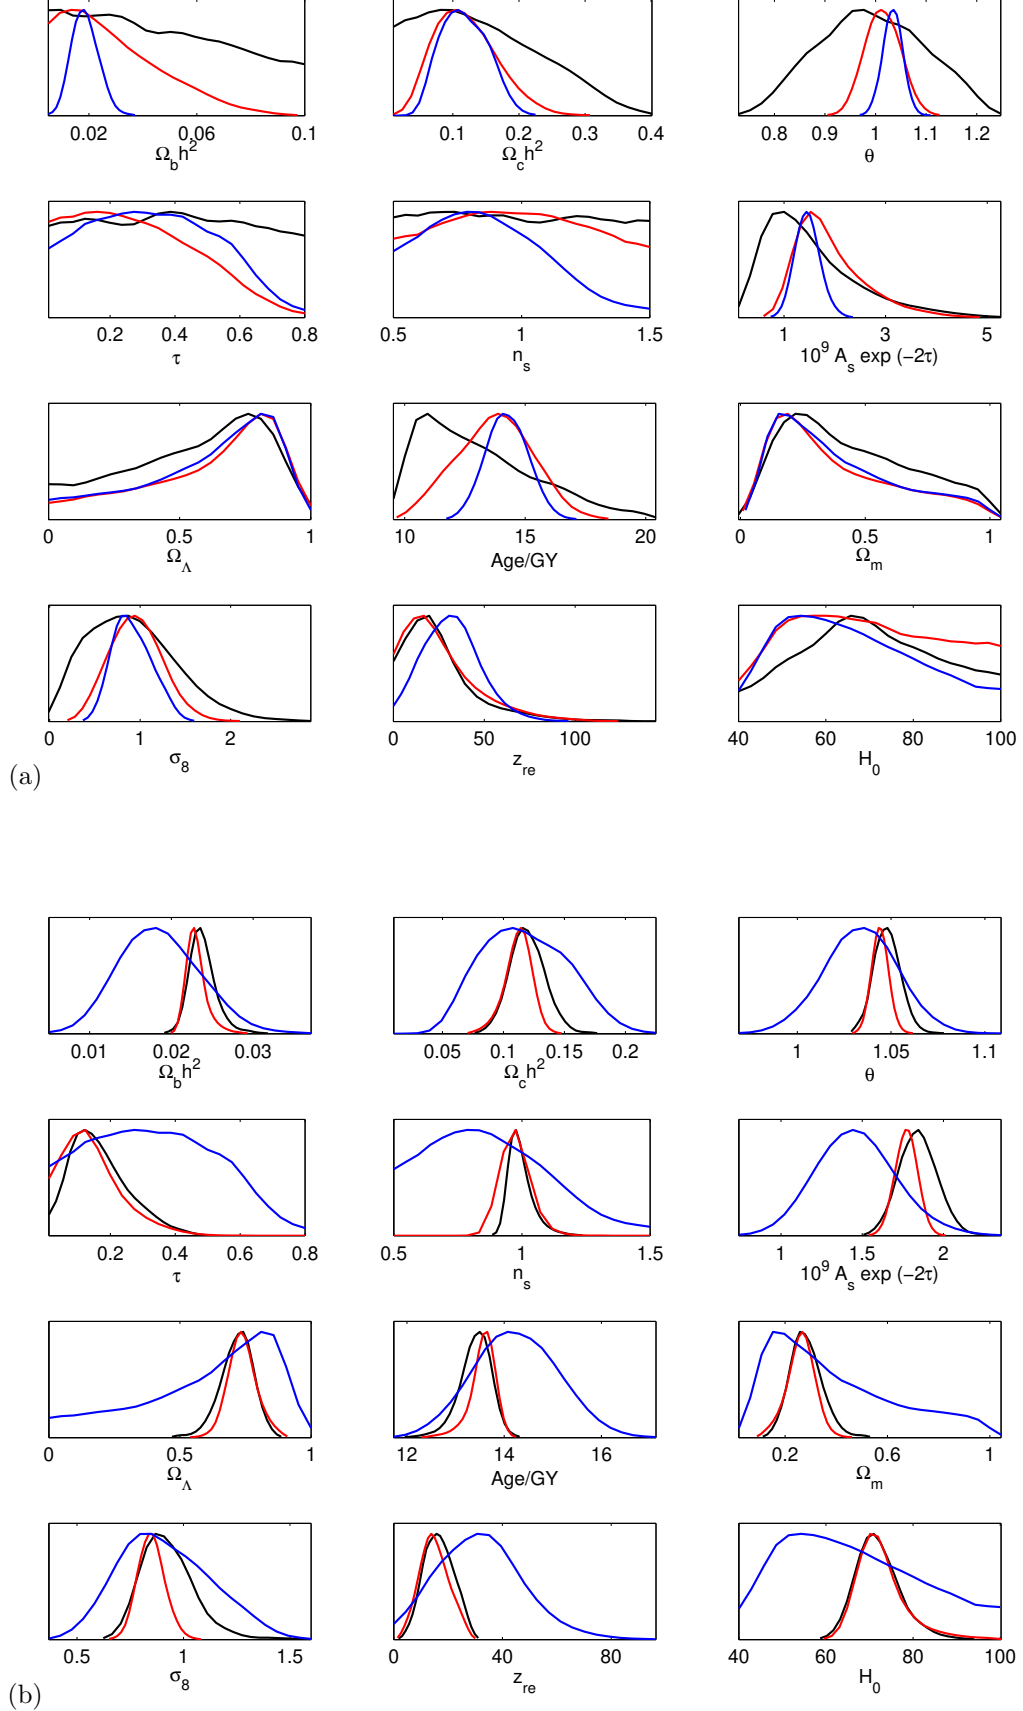 0.02 0.06 0.1 0.1 0.2 0.3 0.4 0.8 0.9 1 1.1 1.2
Ω_b h^2 Ω_c h^2 θ
0.2 0.4 0.6 0.8 0.5 1 1.5 1 3 5
τ n_s 10^9 A_s exp (−2τ)
0 0.5 1 10 15 20 0 0.5 1
Ω_Λ Age/GY Ω_m
0 1 2 0 50 100 40 60 80 100
σ_8 z_re H_0
(a)
0.01 0.02 0.03 0.05 0.1 0.15 0.2 1 1.05 1.1
Ω_b h^2 Ω_c h^2 θ
0.2 0.4 0.6 0.8 0.5 1 1.5 1 1.5 2
τ n_s 10^9 A_s exp (−2τ)
0 0.5 1 12 14 16 0.2 0.6 1
Ω_Λ Age/GY Ω_m
0.5 1 1.5 0 40 80 40 60 80 100
σ_8 z_re H_0
(b)